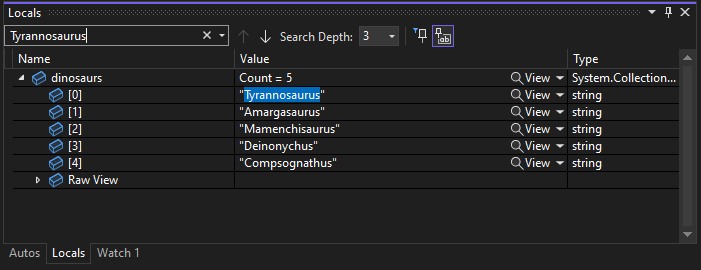 Locals
Tyrannosaurus Search Depth: 3
Name Value Type
dinosaurs Count = 5 View System.Collection...
[0] "Tyrannosaurus" View string
[1] "Amargasaurus" View string
[2] "Mamenchisaurus" View string
[3] "Deinonychus" View string
[4] "Compsognathus" View string
Raw View
Autos Locals Watch 1